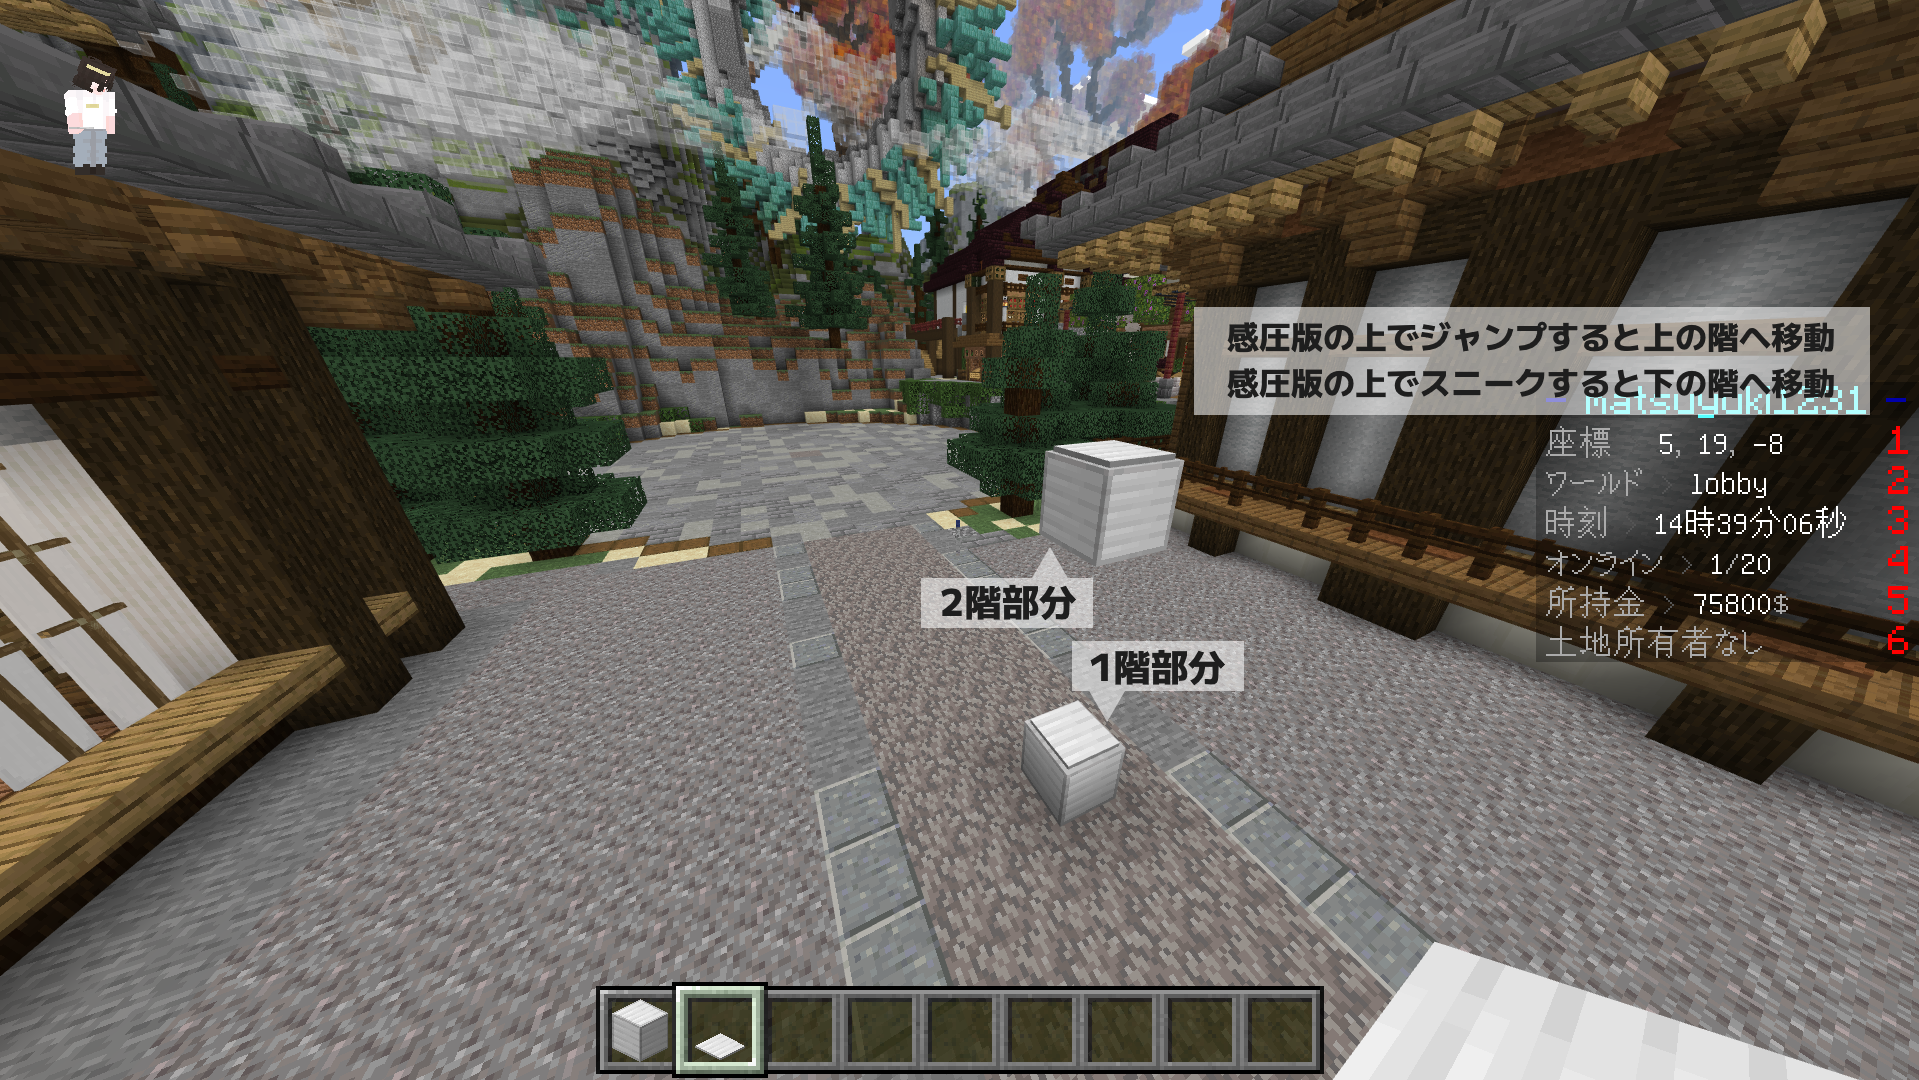 感圧版の上でジャンプすると上の階へ移動
感圧版の上でスニークすると下の階へ移動
- matsuyuki1231 -
座標 5, 19, -8 1
ワールド > lobby 2
時刻 14時39分06秒 3
オンライン > 1/20 4
所持金 > 75800$ 5
土地所有者なし 6
2階部分
1階部分